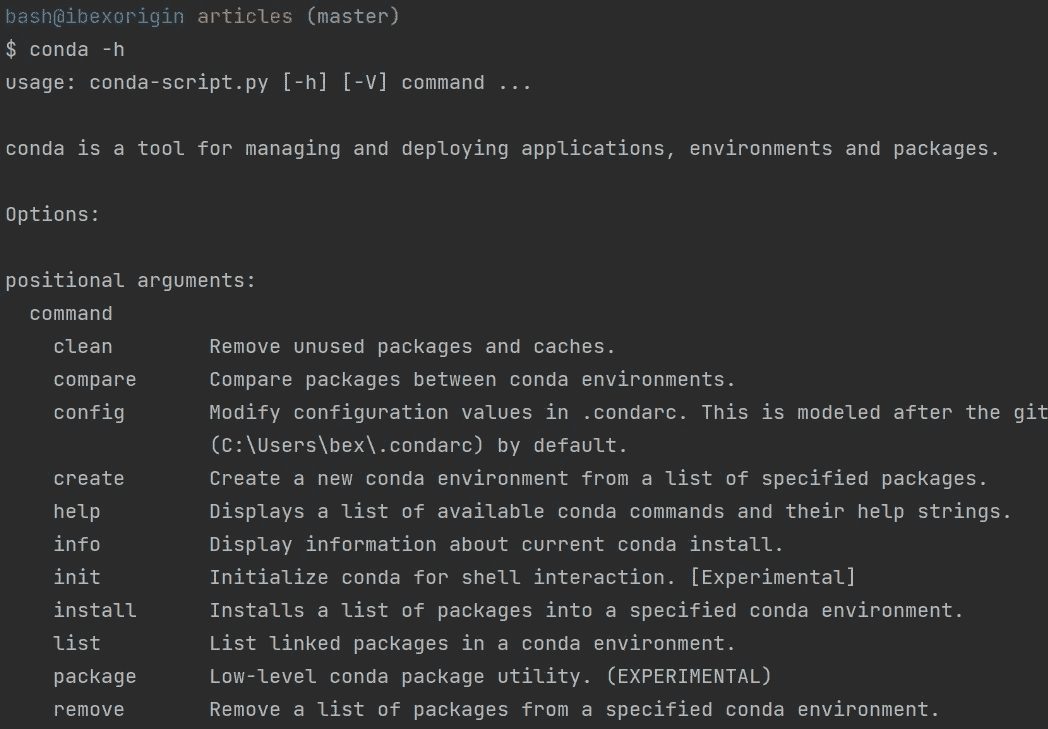 bash@ibexorigin articles (master)
$ conda -h
usage: conda-script.py [-h] [-V] command ...
conda is a tool for managing and deploying applications, environments and packages.
Options:
positional arguments:
command
clean Remove unused packages and caches.
compare Compare packages between conda environments.
config Modify configuration values in .condarc. This is modeled after the git
(C:\Users\bex\.condarc) by default.
create Create a new conda environment from a list of specified packages.
help Displays a list of available conda commands and their help strings.
info Display information about current conda install.
init Initialize conda for shell interaction. [Experimental]
install Installs a list of packages into a specified conda environment.
list List linked packages in a conda environment.
package Low-level conda package utility. (EXPERIMENTAL)
remove Remove a list of packages from a specified conda environment.